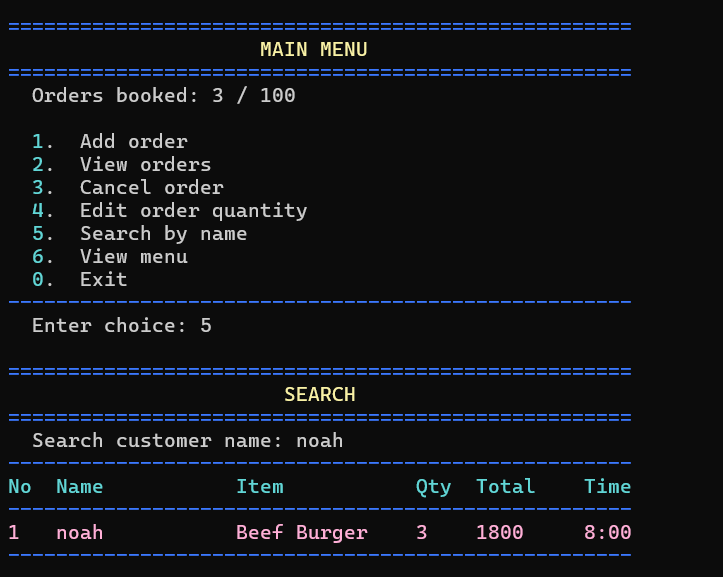 ====================================================
MAIN MENU
====================================================
Orders booked: 3 / 100
1.  Add order
2.  View orders
3.  Cancel order
4.  Edit order quantity
5.  Search by name
6.  View menu
0.  Exit
----------------------------------------------------
Enter choice: 5
====================================================
SEARCH
====================================================
Search customer name: noah
----------------------------------------------------
No  Name           Item           Qty  Total    Time
----------------------------------------------------
1   noah           Beef Burger    3    1800     8:00
----------------------------------------------------